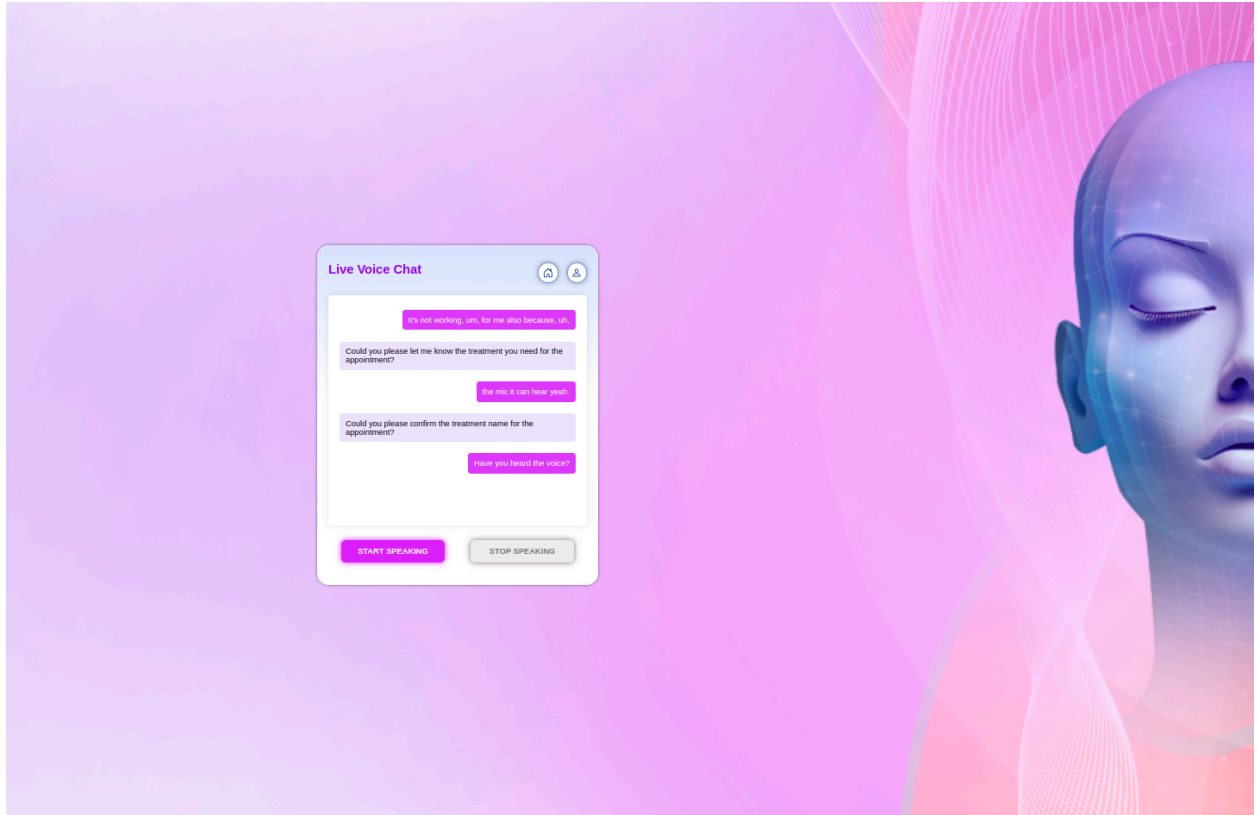 Live Voice Chat
It's not working, um, for me also because, uh,
Could you please let me know the treatment you need for the
appointment?
the mic it can hear yeah.
Could you please confirm the treatment name for the
appointment?
Have you heard the voice?
START SPEAKING
STOP SPEAKING